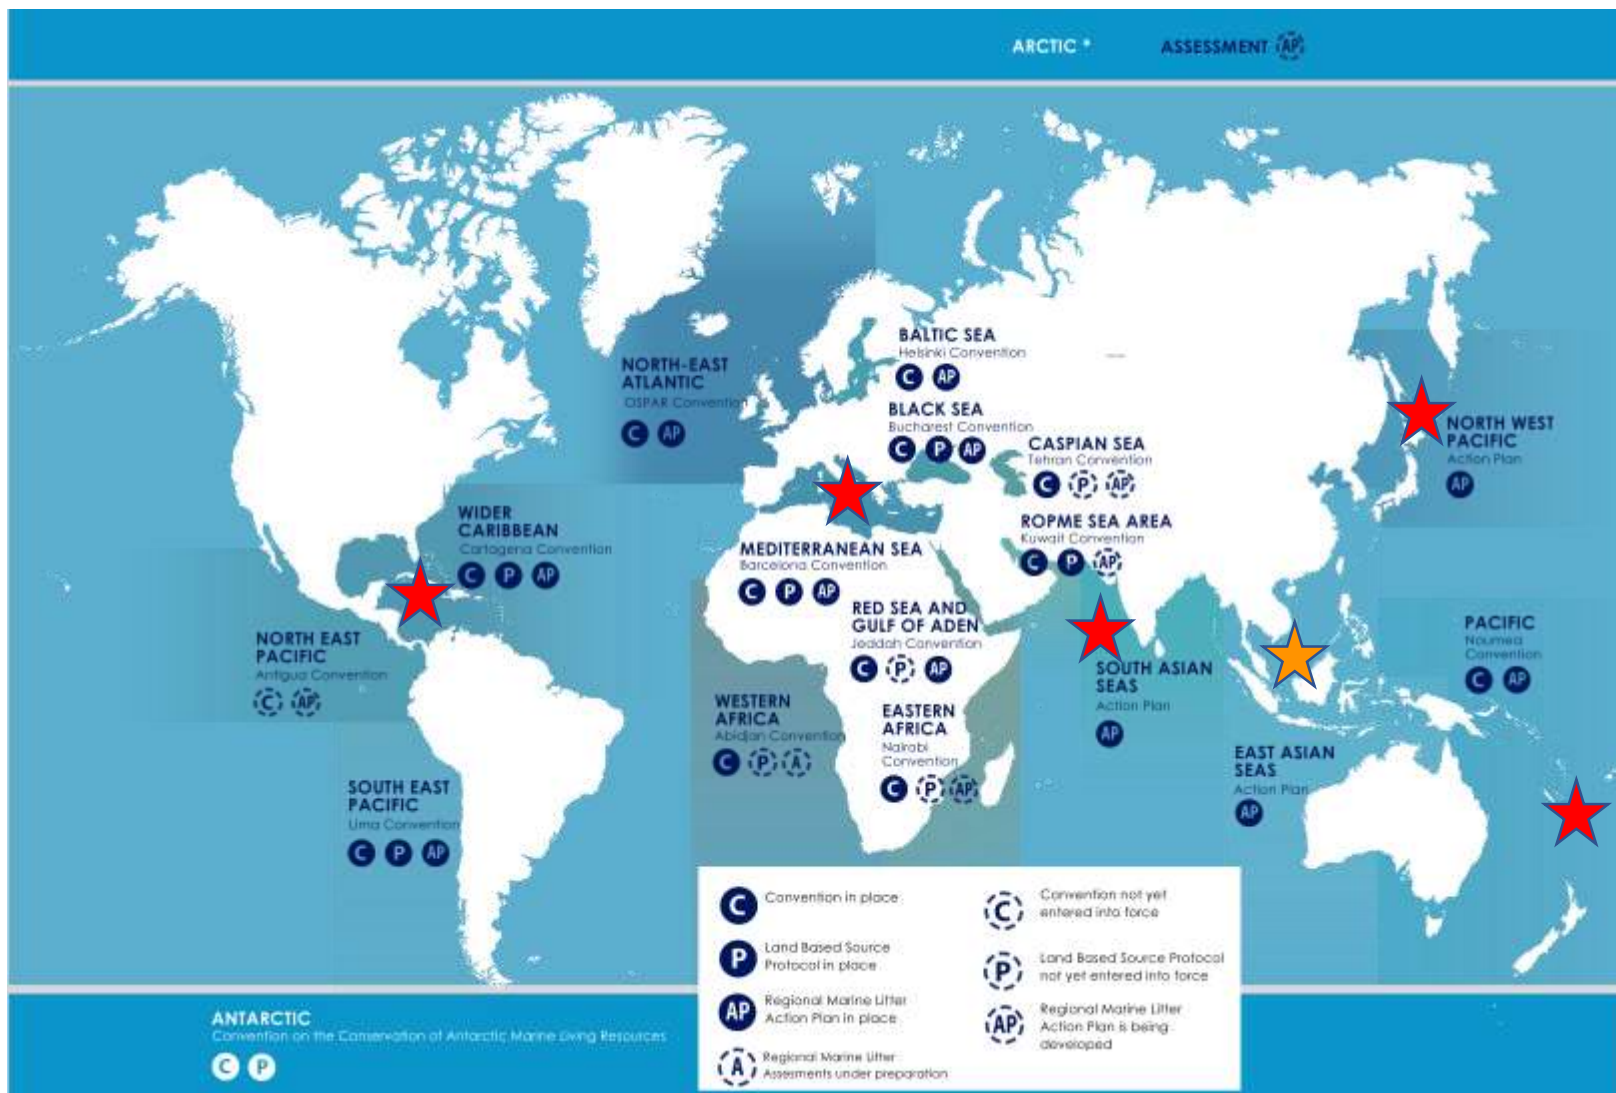 ARCTIC *
ASSESSMENT AP
BALTIC SEA
Helsinki Convention
C AP
NORTH-EAST
ATLANTIC
OSPAR Convention
C AP
BLACK SEA
Bucharest Convention
C P AP
CASPIAN SEA
Tehran Convention
C P AP
NORTH WEST
PACIFIC
Action Plan
AP
WIDER
CARIBBEAN
Cartagena Convention
C P AP
ROPME SEA AREA
Kuwait Convention
C P AP
MEDITERRANEAN SEA
Barcelona Convention
C P AP
RED SEA AND
GULF OF ADEN
Jeddah Convention
C P AP
NORTH EAST
PACIFIC
Antigua Convention
C AP
PACIFIC
Noumea
Convention
C AP
SOUTH ASIAN
SEAS
Action Plan
AP
WESTERN
AFRICA
Abidjan Convention
C P A
EASTERN
AFRICA
Nairobi
Convention
C P AP
EAST ASIAN
SEAS
Action Plan
AP
SOUTH EAST
PACIFIC
Lima Convention
C P AP
C Convention in place
P Land Based Source
Protocol in place
AP Regional Marine Litter
Action Plan in place
A Regional Marine Litter
Assesments under preparation
C Convention not yet
entered into force
P Land Based Source Protocol
not yet entered into force
AP Regional Marine Litter
Action Plan is being
developed
ANTARCTIC
Convention on the Conservation of Antarctic Marine Living Resources
C P